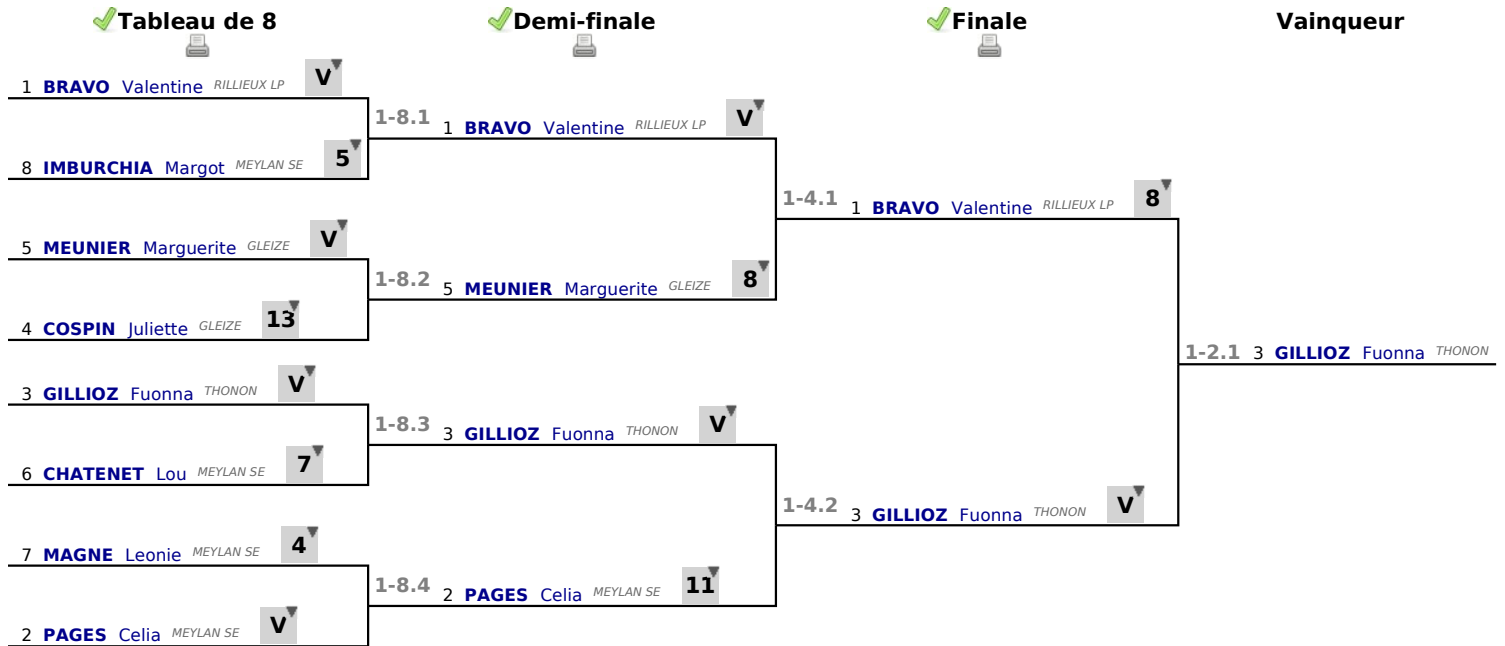 Tableau de 8 Demi-finale Finale Vainqueur
1 BRAVO Valentine RILLIEUX LP V
1-8.1 1 BRAVO Valentine RILLIEUX LP V
8 IMBURCHIA Margot MEYLAN SE 5
1-4.1 1 BRAVO Valentine RILLIEUX LP 8
5 MEUNIER Marguerite GLEIZE V
1-8.2 5 MEUNIER Marguerite GLEIZE 8
4 COSPIN Juliette GLEIZE 13
1-2.1 3 GILLIOZ Fuonna THONON
3 GILLIOZ Fuonna THONON V
1-8.3 3 GILLIOZ Fuonna THONON V
6 CHATENET Lou MEYLAN SE 7
1-4.2 3 GILLIOZ Fuonna THONON V
7 MAGNE Leonie MEYLAN SE 4
1-8.4 2 PAGES Celia MEYLAN SE 11
2 PAGES Celia MEYLAN SE V